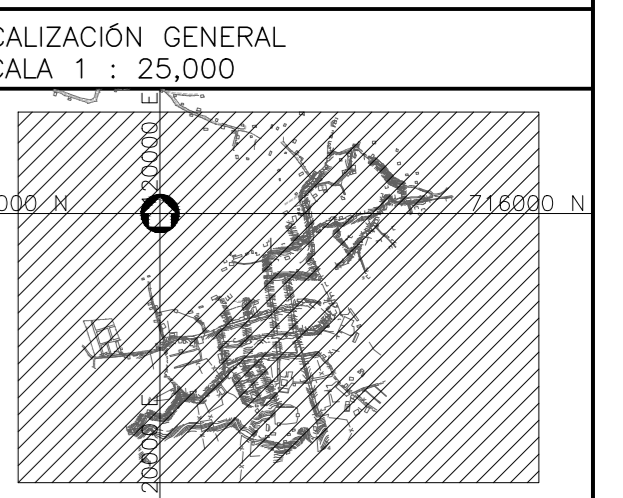 CALIZACIÓN GENERAL
CALA 1 : 25,000
20000 E
000 N
716000 N
20000 E